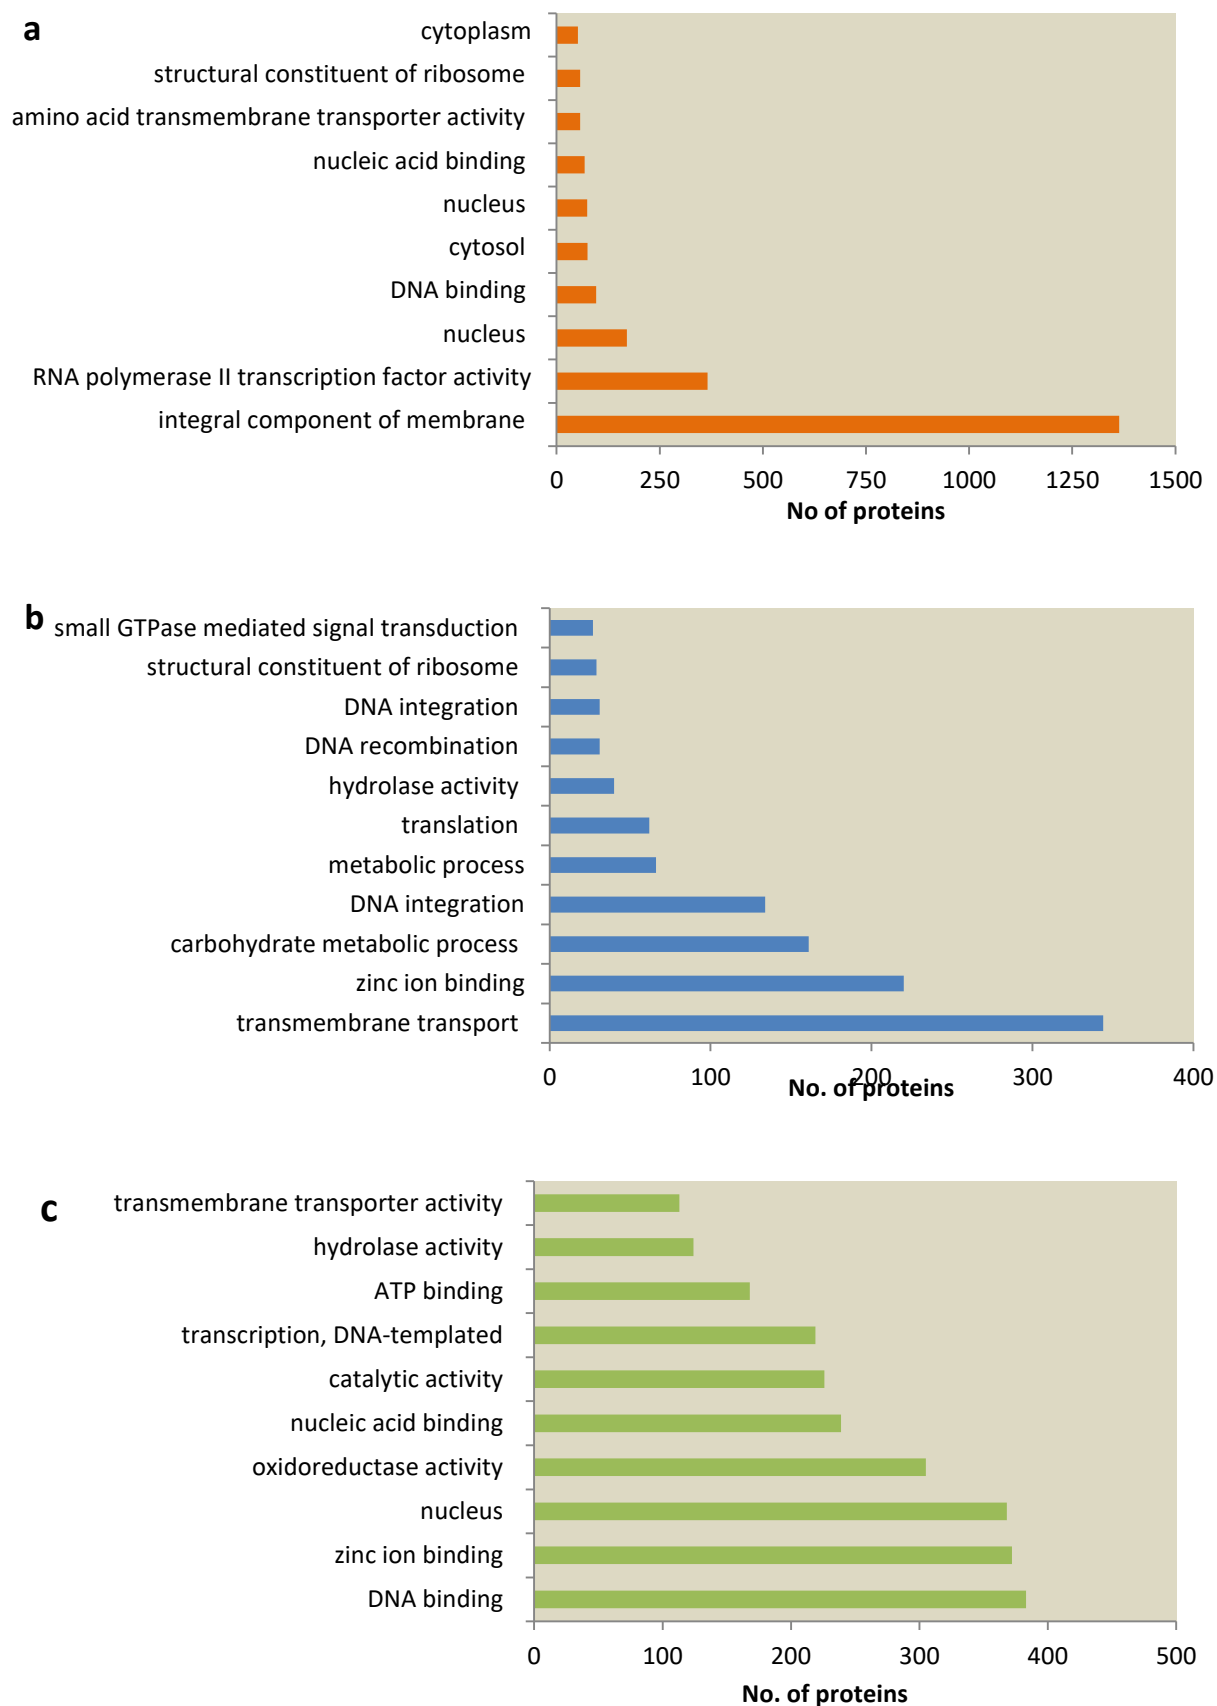 a
cytoplasm
structural constituent of ribosome
amino acid transmembrane transporter activity
nucleic acid binding
nucleus
cytosol
DNA binding
nucleus
RNA polymerase II transcription factor activity
integral component of membrane
0 250 500 750 1000 1250 1500
No of proteins
b
small GTPase mediated signal transduction
structural constituent of ribosome
DNA integration
DNA recombination
hydrolase activity
translation
metabolic process
DNA integration
carbohydrate metabolic process
zinc ion binding
transmembrane transport
0 100 200 300 400
No. of proteins
c
transmembrane transporter activity
hydrolase activity
ATP binding
transcription, DNA-templated
catalytic activity
nucleic acid binding
oxidoreductase activity
nucleus
zinc ion binding
DNA binding
0 100 200 300 400 500
No. of proteins